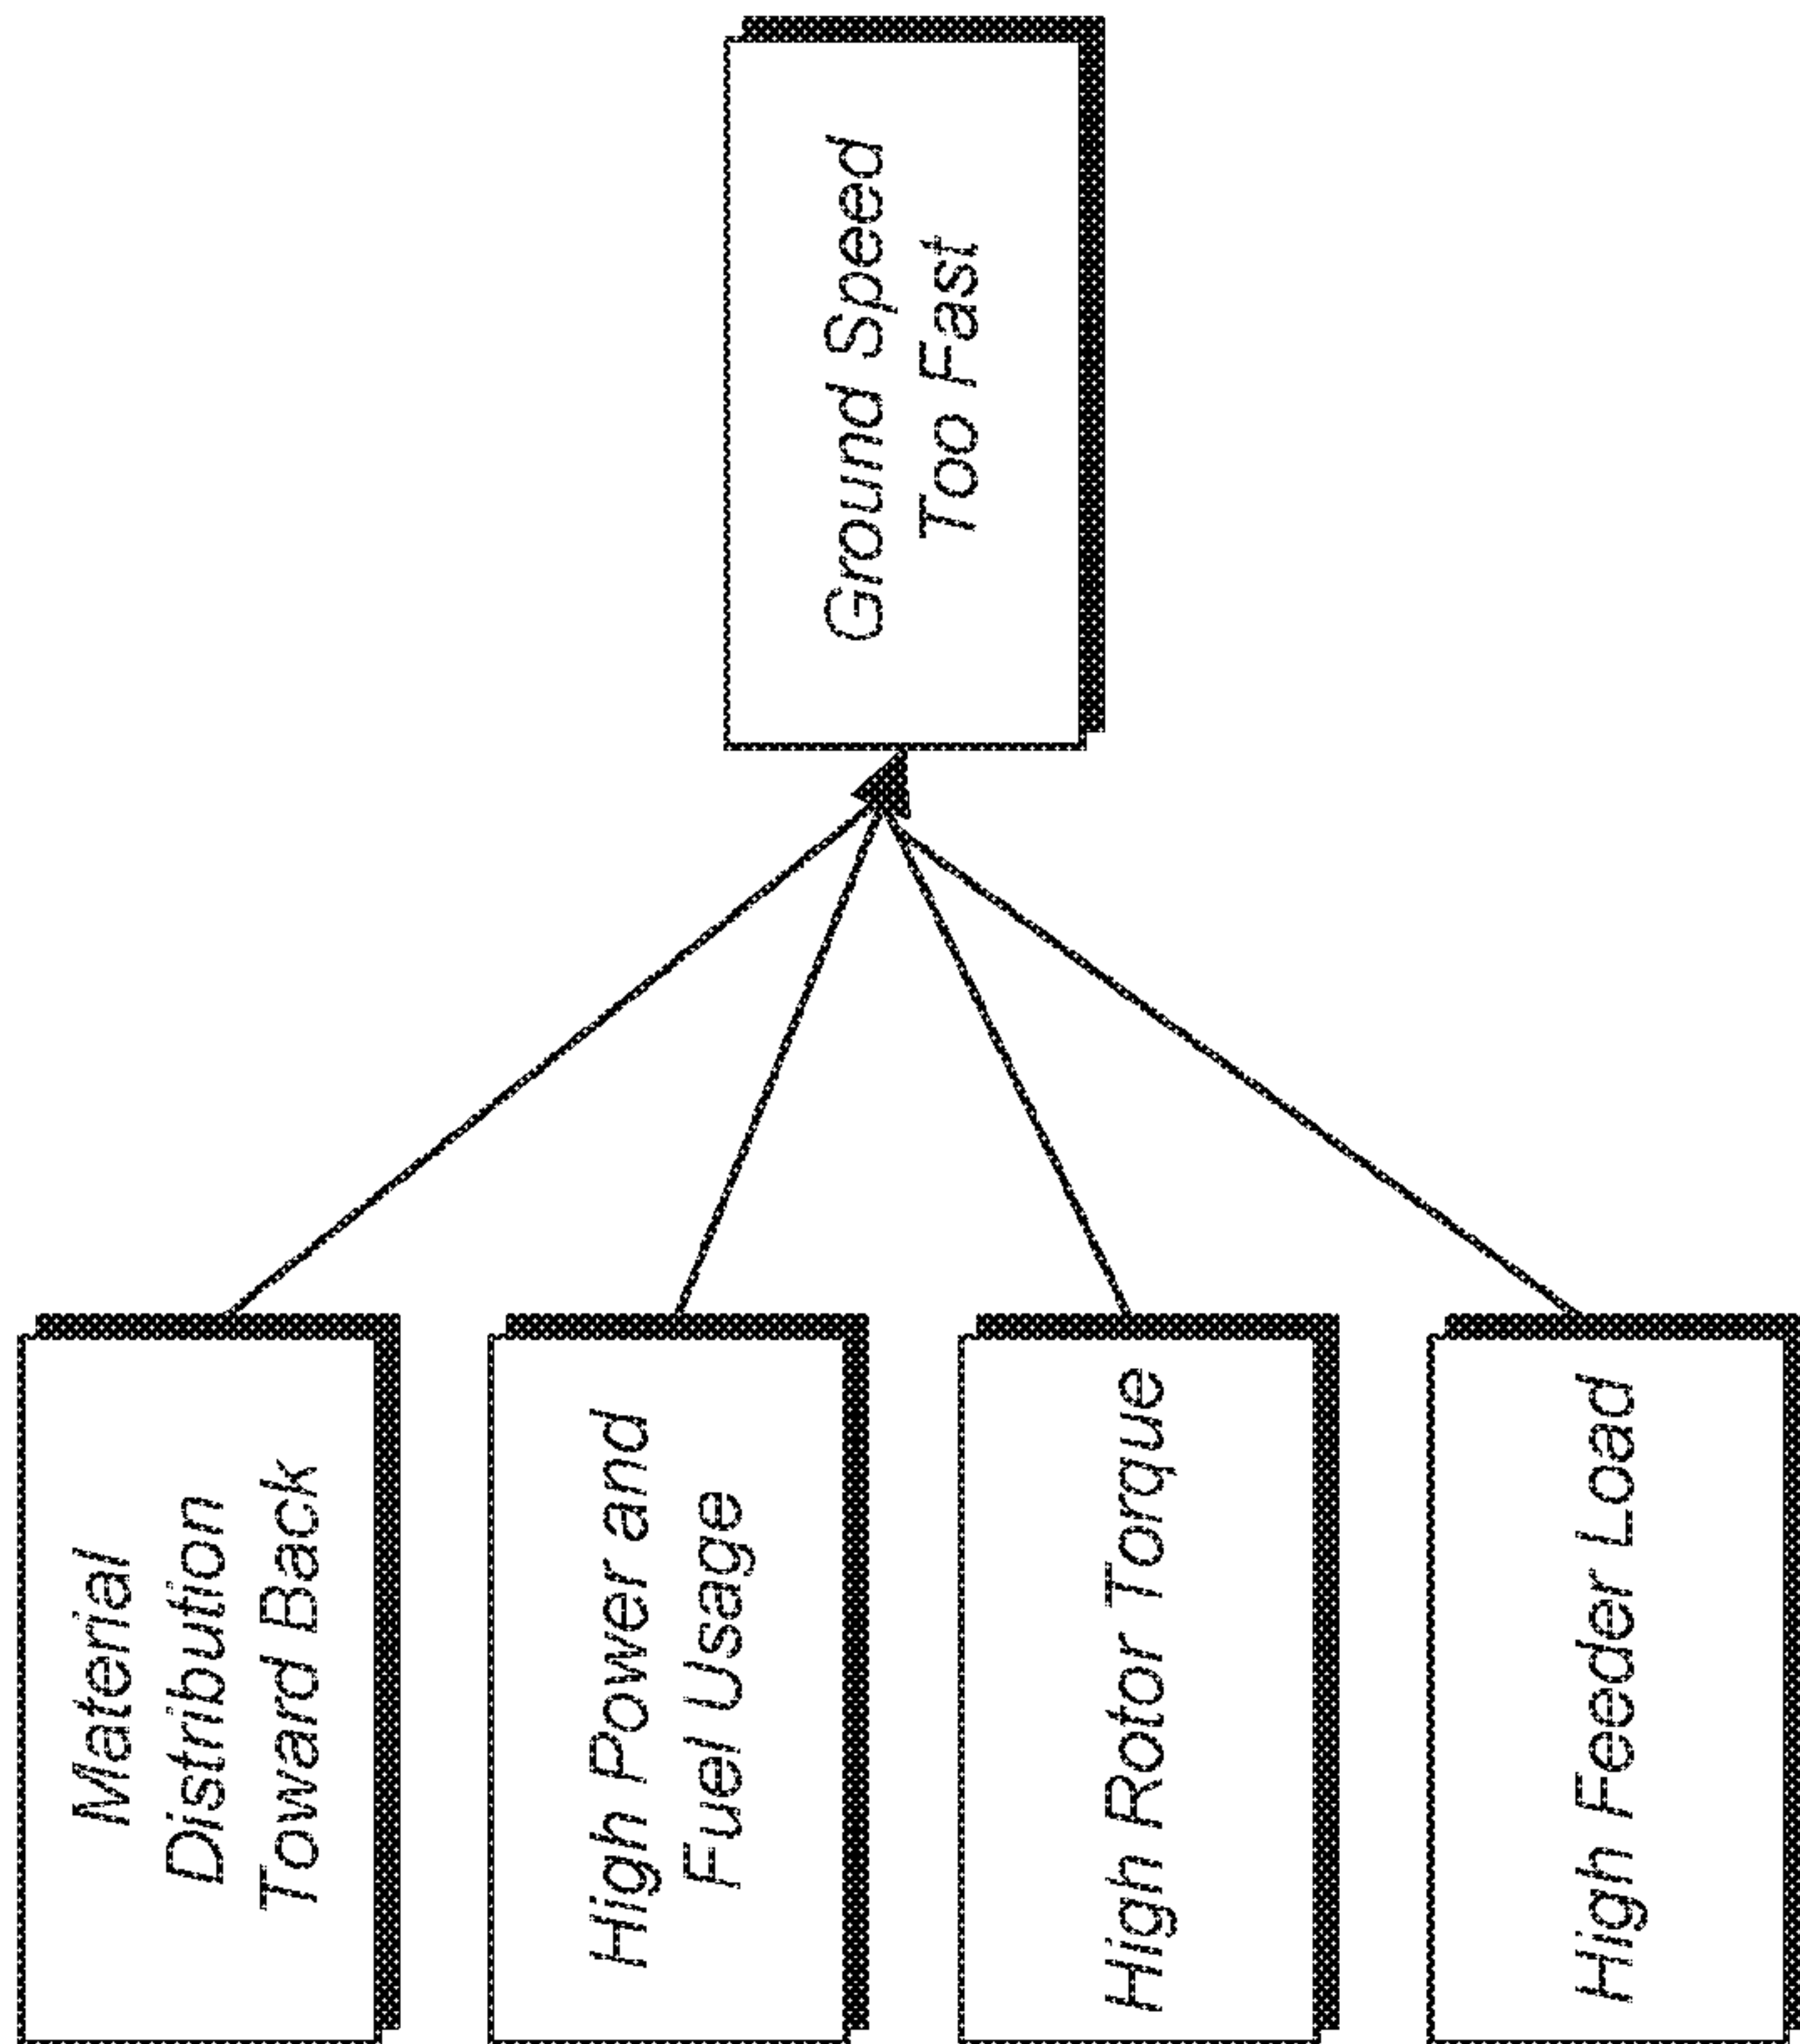 Material
Distribution
Toward Back
High Power and
Fuel Usage
High Rotor Torque
High Feeder Load
Ground Speed
Too Fast